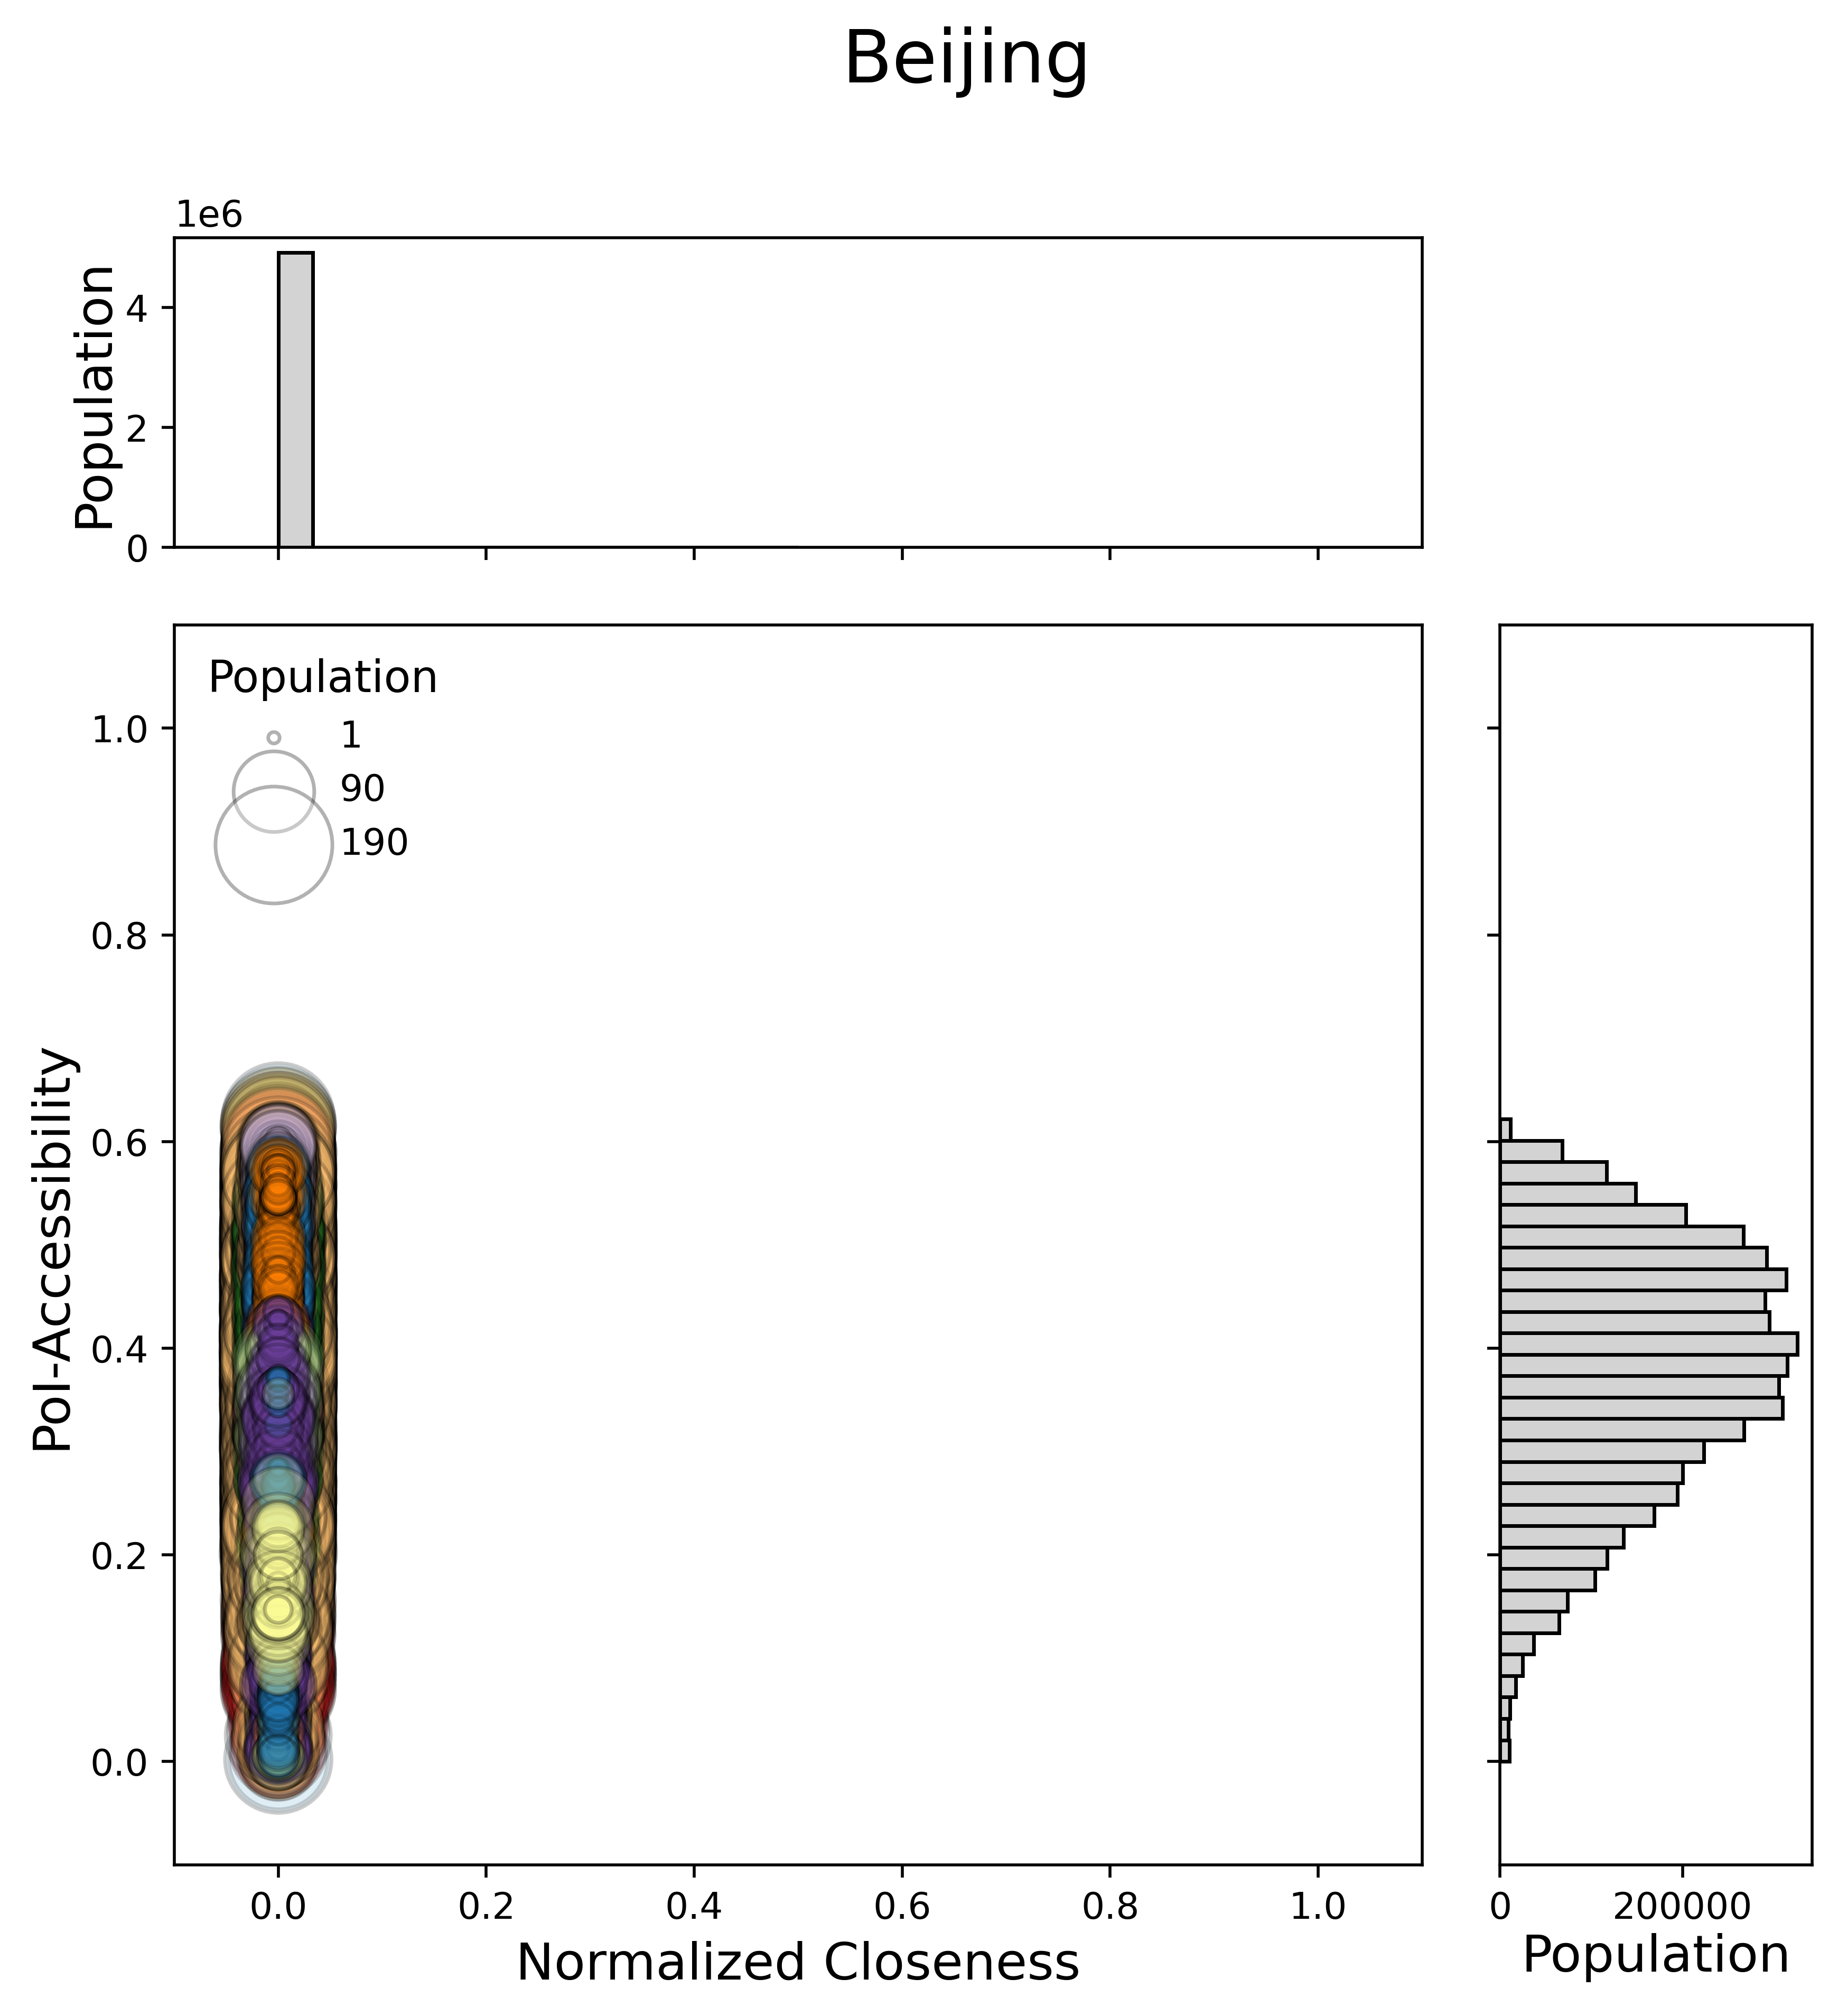 Beijing
1e6
Population
4
2
0
Population
1
90
190
Pol-Accessibility
1.0
0.8
0.6
0.4
0.2
0.0
0.0 0.2 0.4 0.6 0.8 1.0
Normalized Closeness
0 200000
Population